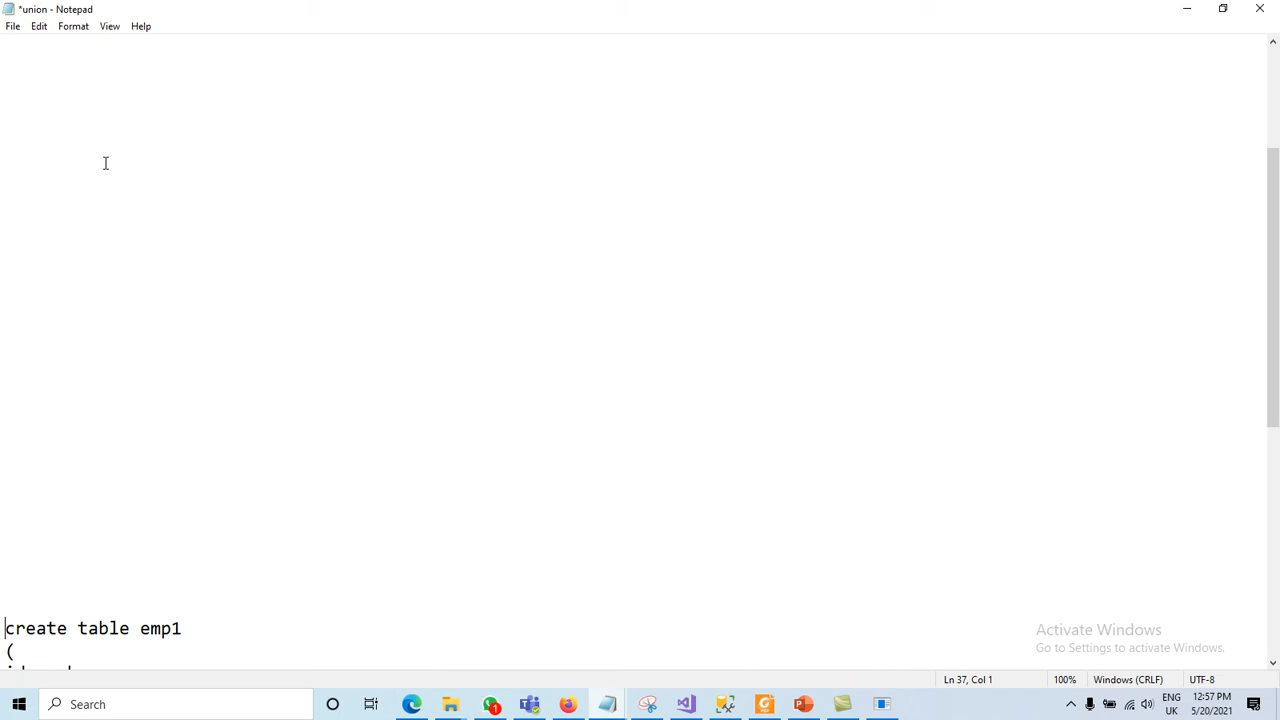 *union - Notepad
File Edit Format View Help
create table emp1
(
Activate Windows
Go to Settings to activate Windows.
Ln 37, Col 1 100% Windows (CRLF) UTF-8
Search
1
ENG
UK
12:57 PM
5/20/2021